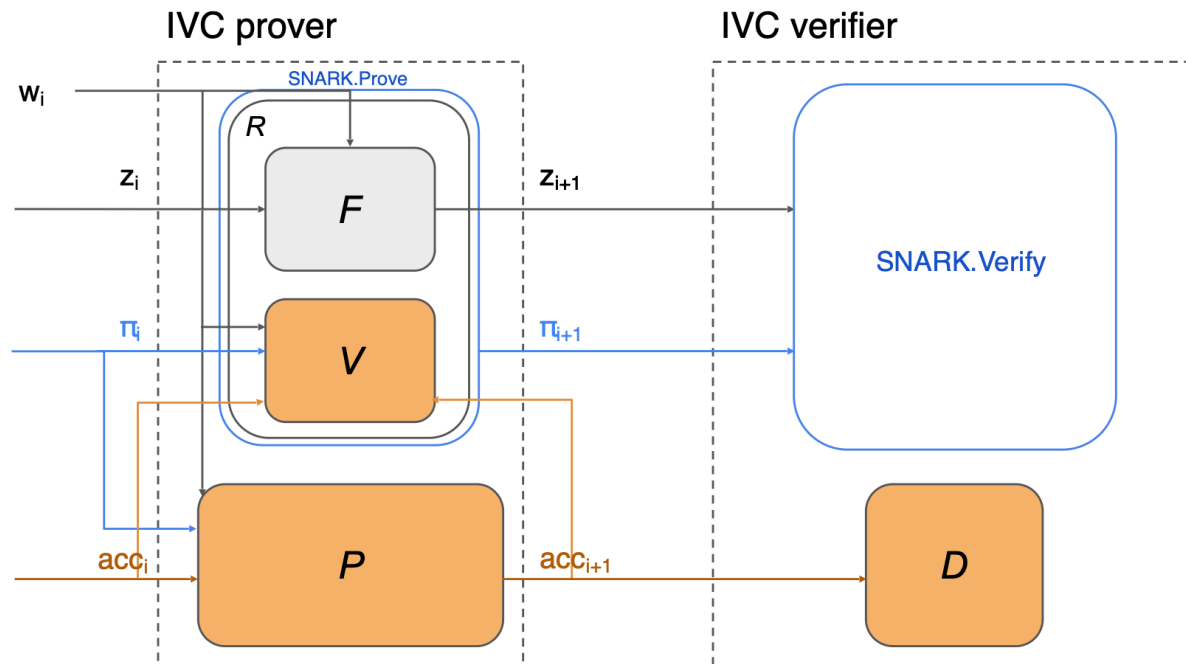 IVC prover
IVC verifier
SNARK.Prove
wᵢ
R
zᵢ
F
zᵢ₊₁
SNARK.Verify
πᵢ
V
πᵢ₊₁
accᵢ
P
accᵢ₊₁
D